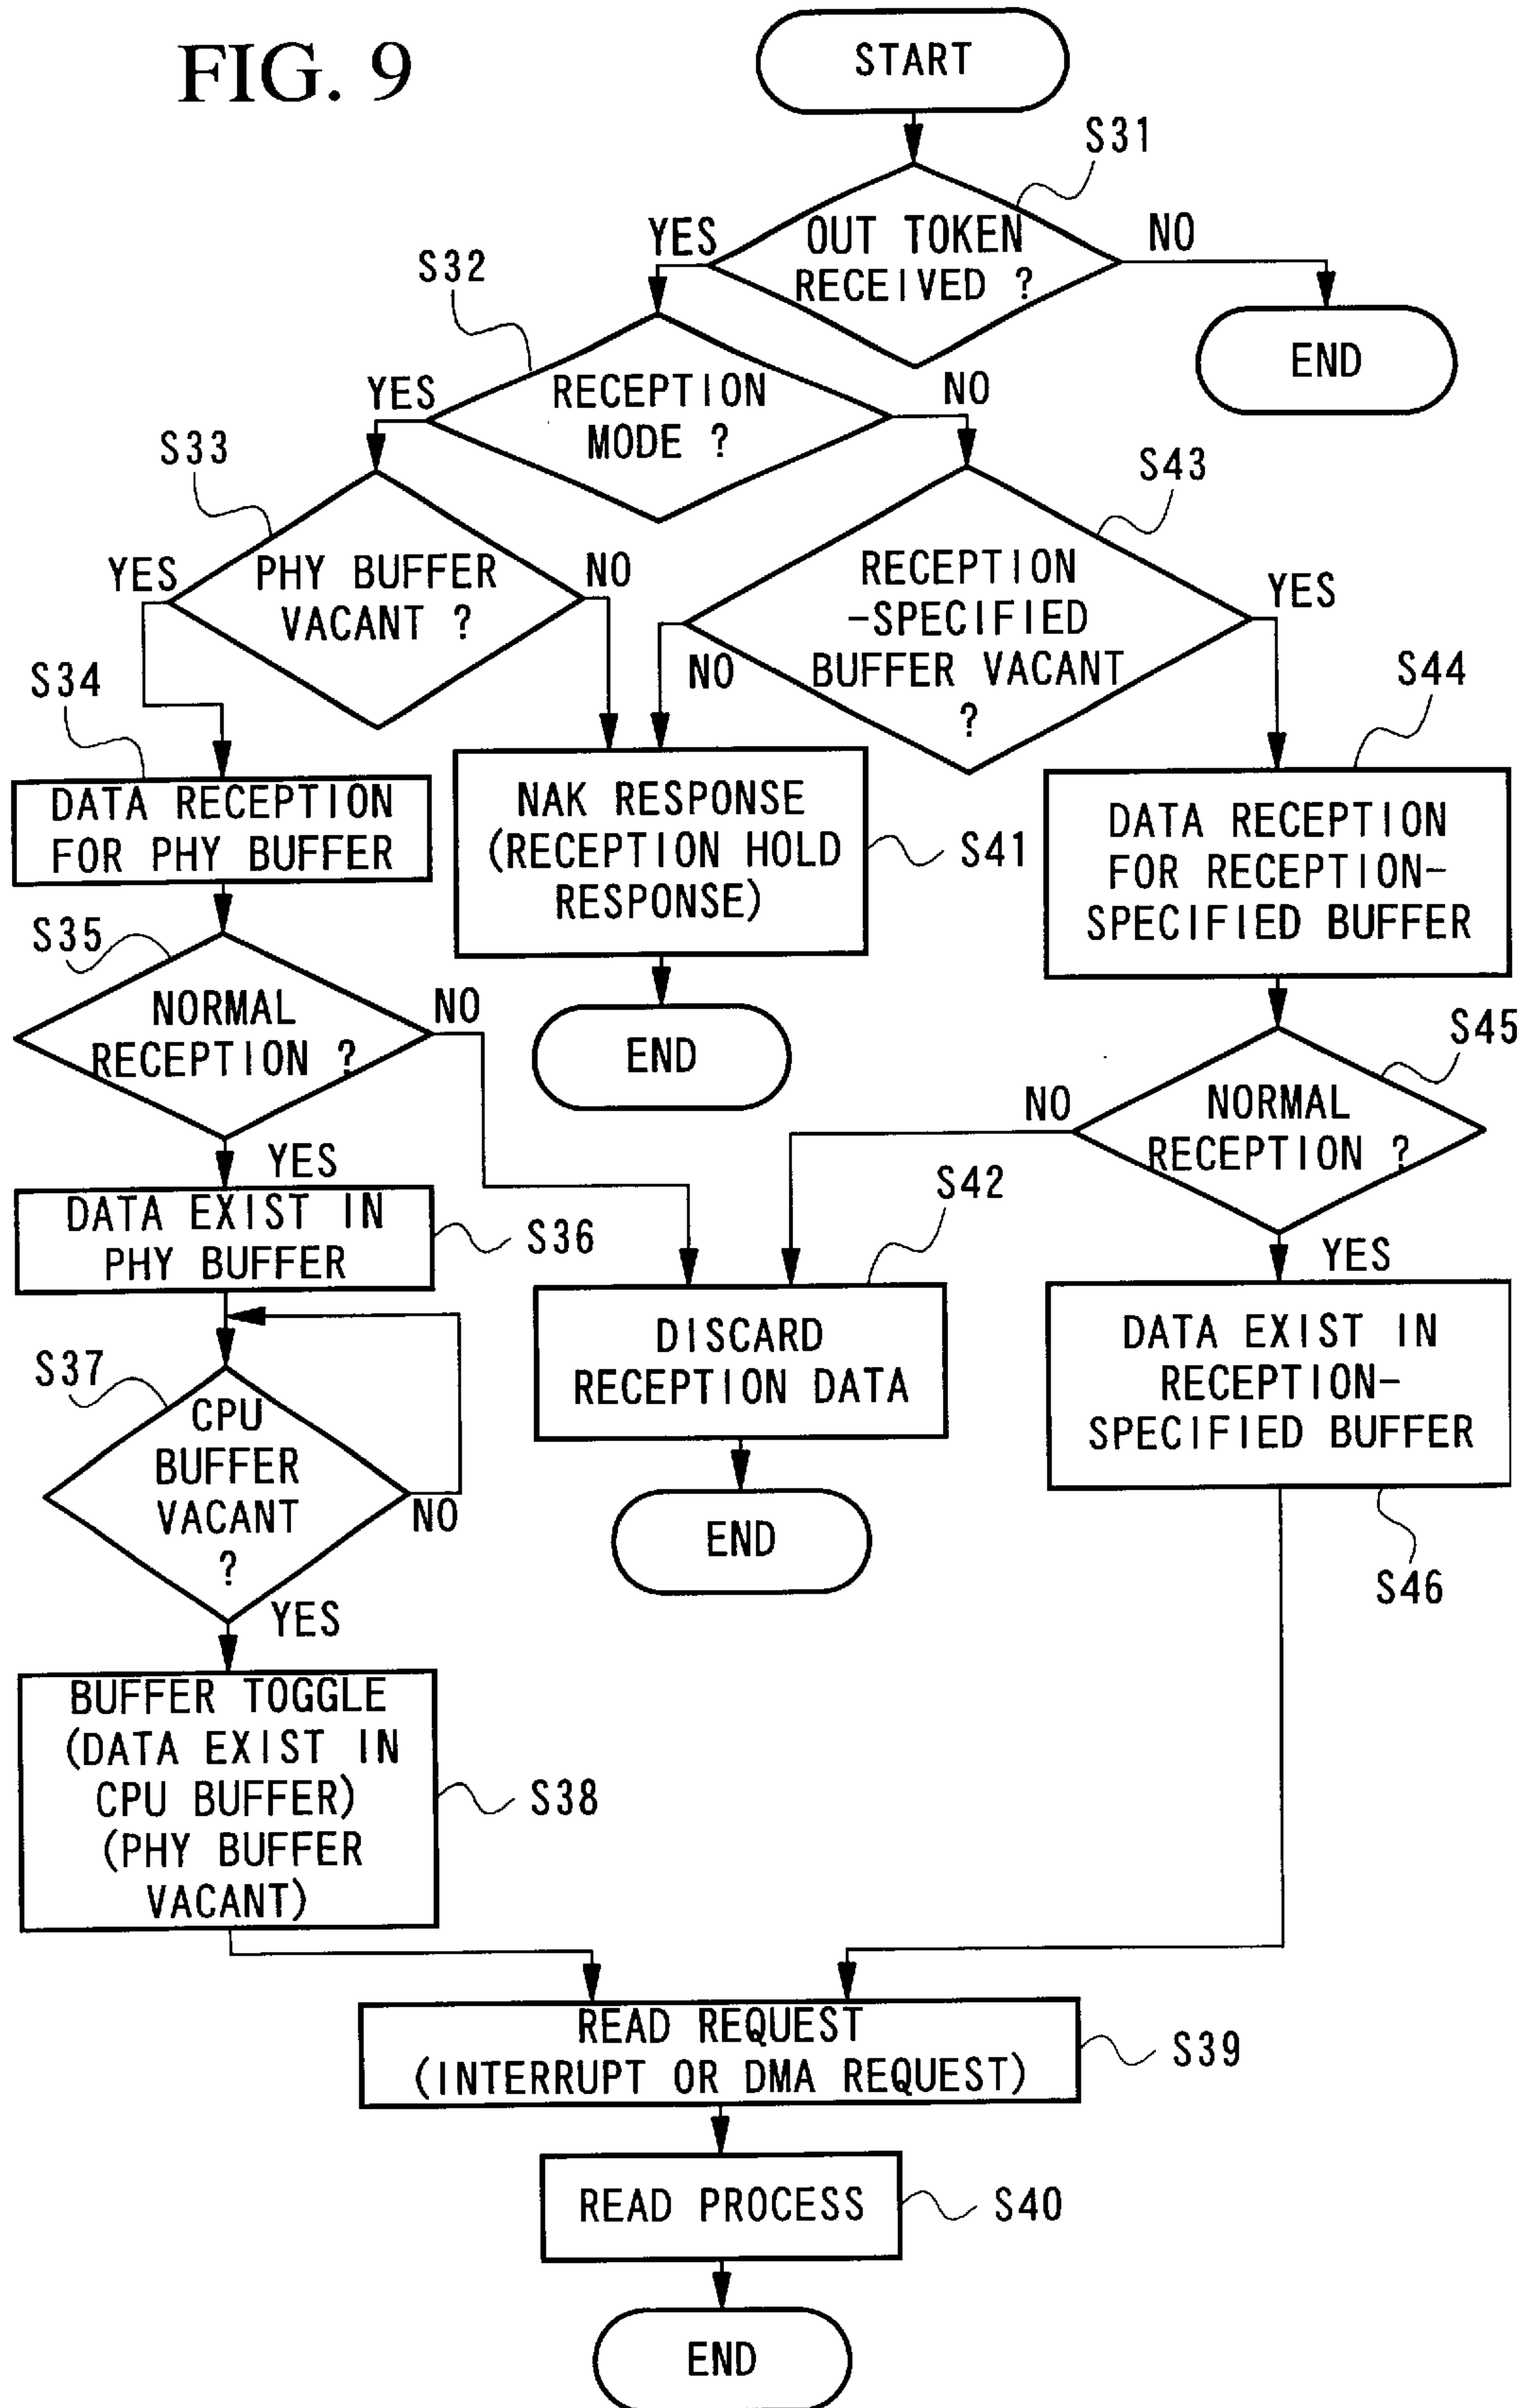 FIG. 9
START
S31
OUT TOKEN
RECEIVED ?
YES
NO
END
S32
RECEPTION
MODE ?
YES
NO
S33
PHY BUFFER
VACANT ?
YES
NO
S43
RECEPTION
-SPECIFIED
BUFFER VACANT
?
NO
YES
S34
DATA RECEPTION
FOR PHY BUFFER
NAK RESPONSE
(RECEPTION HOLD
RESPONSE)
S41
END
S44
DATA RECEPTION
FOR RECEPTION-
SPECIFIED BUFFER
S35
NORMAL
RECEPTION ?
NO
YES
S45
NORMAL
RECEPTION ?
NO
YES
DATA EXIST IN
PHY BUFFER
S36
S42
DISCARD
RECEPTION DATA
END
DATA EXIST IN
RECEPTION-
SPECIFIED BUFFER
S46
S37
CPU
BUFFER
VACANT
?
NO
YES
BUFFER TOGGLE
(DATA EXIST IN
CPU BUFFER)
(PHY BUFFER
VACANT)
S38
READ REQUEST
(INTERRUPT OR DMA REQUEST)
S39
READ PROCESS
S40
END